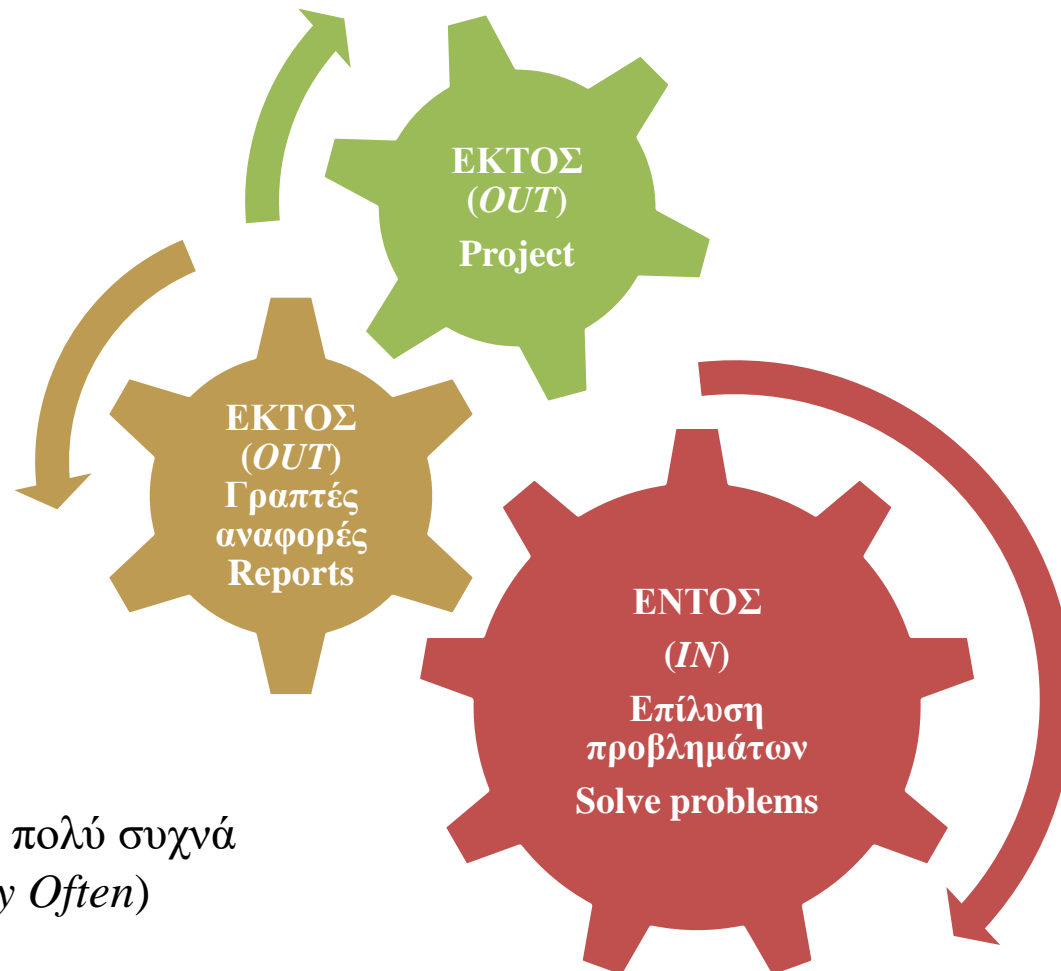 ΕΚΤΟΣ
(OUT)
Project
ΕΚΤΟΣ
(OUT)
Γραπτές
αναφορές
Reports
ΕΝΤΟΣ
(IN)
Επίλυση
προβλημάτων
Solve problems
πολύ συχνά
y Often)